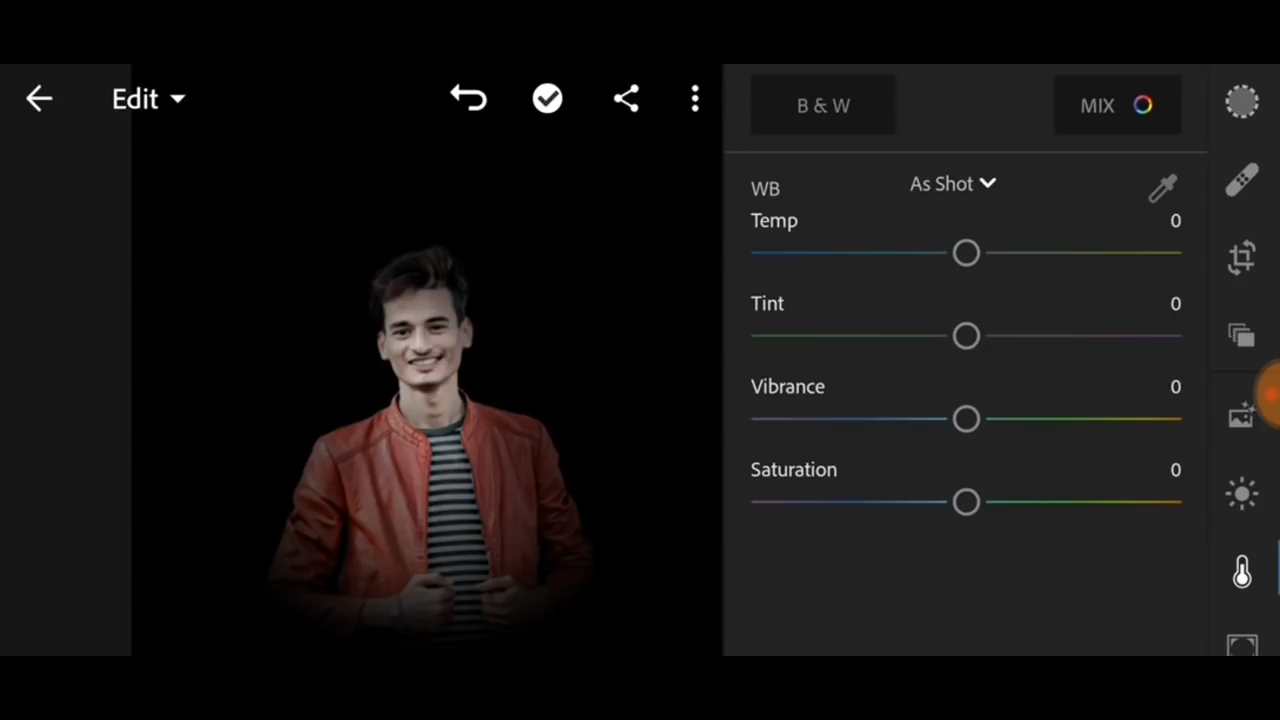 Edit
B & W
MIX
WB
As Shot
Temp
0
Tint
0
Vibrance
0
Saturation
0